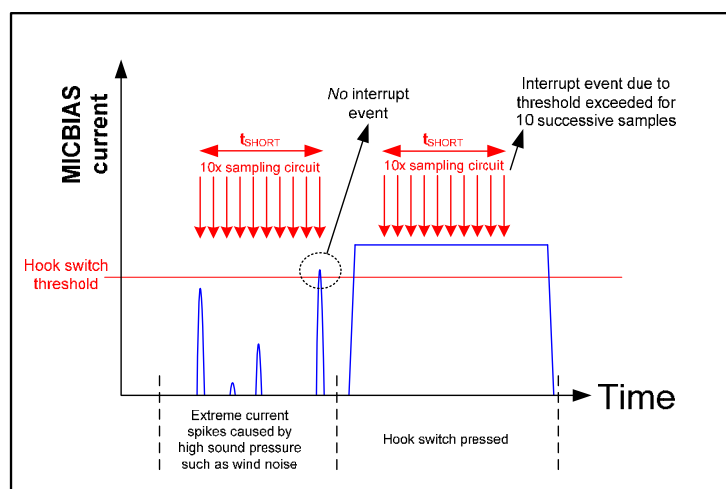 MICBIAS
current
No interrupt
event
Interrupt event due to
threshold exceeded for
10 successive samples
tSHORT
10x sampling circuit
tSHORT
10x sampling circuit
Hook switch
threshold
Time
Extreme current
spikes caused by
high sound pressure
such as wind noise
Hook switch pressed